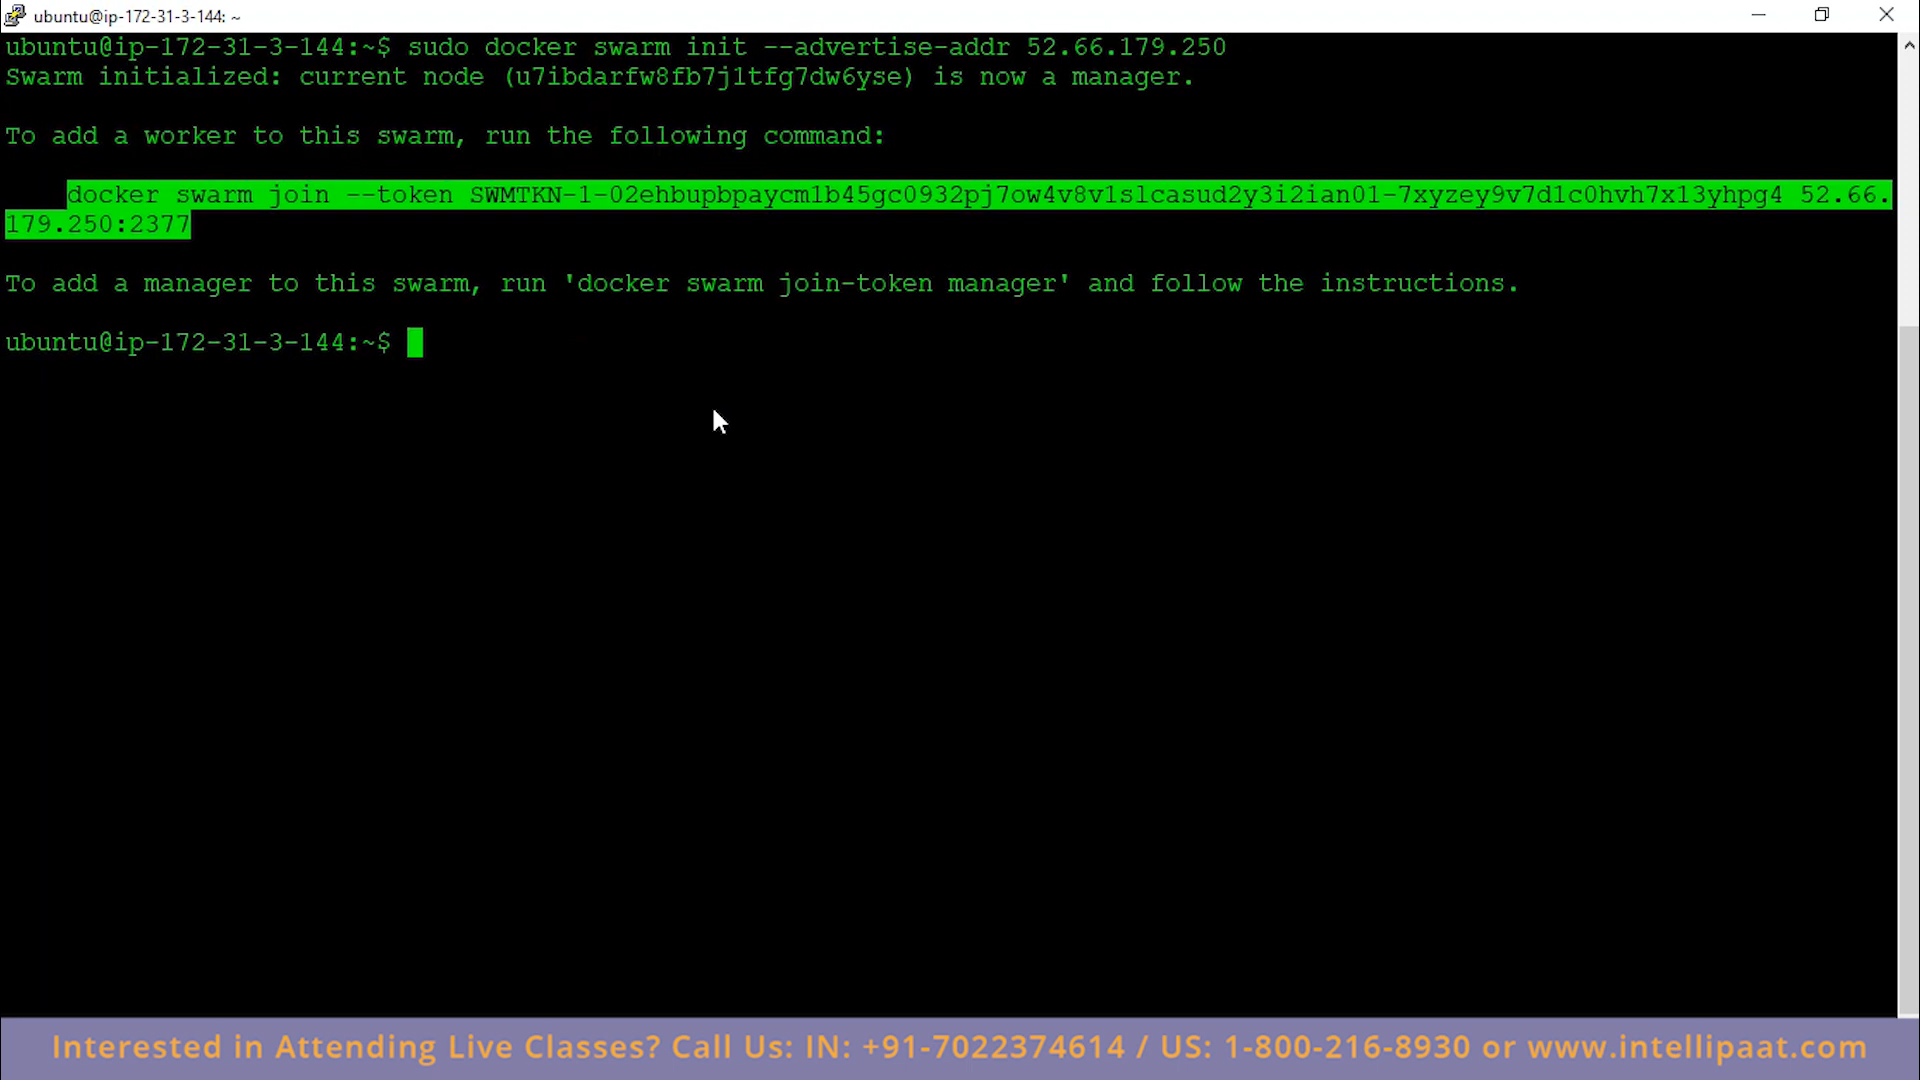 ubuntu@ip-172-31-3-144: ~
ubuntu@ip-172-31-3-144:~$ sudo docker swarm init --advertise-addr 52.66.179.250
Swarm initialized: current node (u7ibdarfw8fb7j1tfg7dw6yse) is now a manager.
To add a worker to this swarm, run the following command:
docker swarm join --token SWMTKN-1-02ehbupbpaycm1b45gc0932pj7ow4v8v1slcasud2y3i2ian01-7xyzey9v7d1c0hvh7x13yhpg4 52.66.
179.250:2377
To add a manager to this swarm, run 'docker swarm join-token manager' and follow the instructions.
ubuntu@ip-172-31-3-144:~$
Interested in Attending Live Classes? Call Us: IN: +91-7022374614 / US: 1-800-216-8930 or www.intellipaat.com